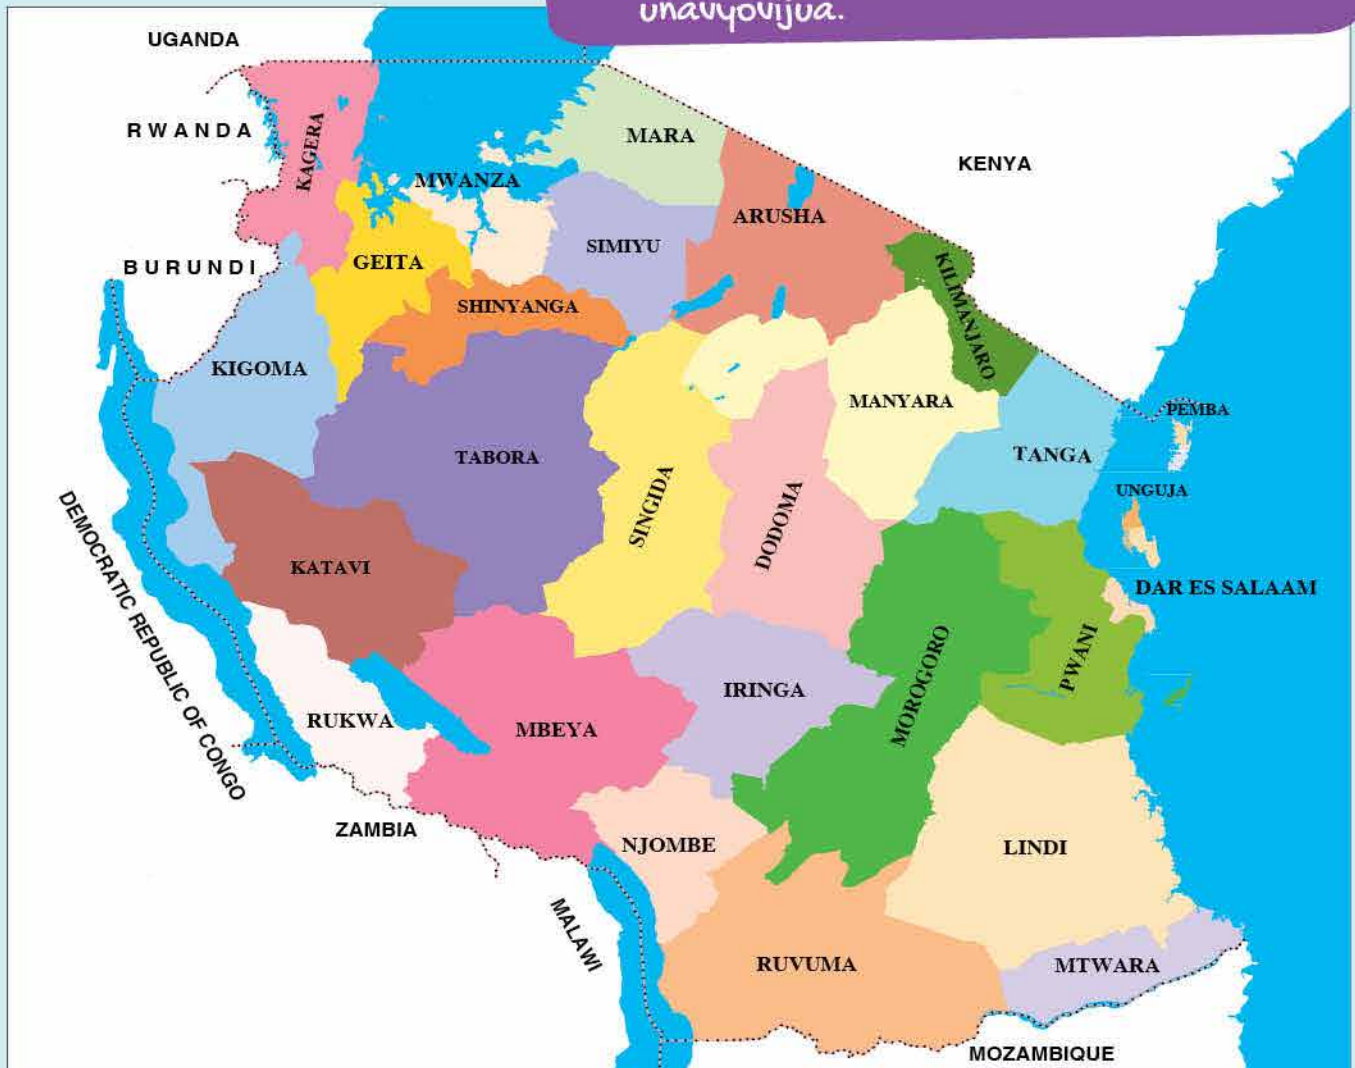 unavyovijua.
UGANDA
RWANDA
KAGERA
MWANZA
MARA
KENYA
ARUSHA
SIMIYU
GEITA
BURUNDI
SHINYANGA
KILIMANJARO
KIGOMA
MANYARA
PEMBA
TABORA
TANGA
SINGIDA
DODOMA
UNGUJA
KATAVI
DAR ES SALAAM
DEMOCRATIC REPUBLIC OF CONGO
PWANI
MOROGORO
IRINGA
RUKWA
MBEYA
ZAMBIA
NJOMBE
LINDI
MALAWI
RUVUMA
MTWARA
MOZAMBIQUE